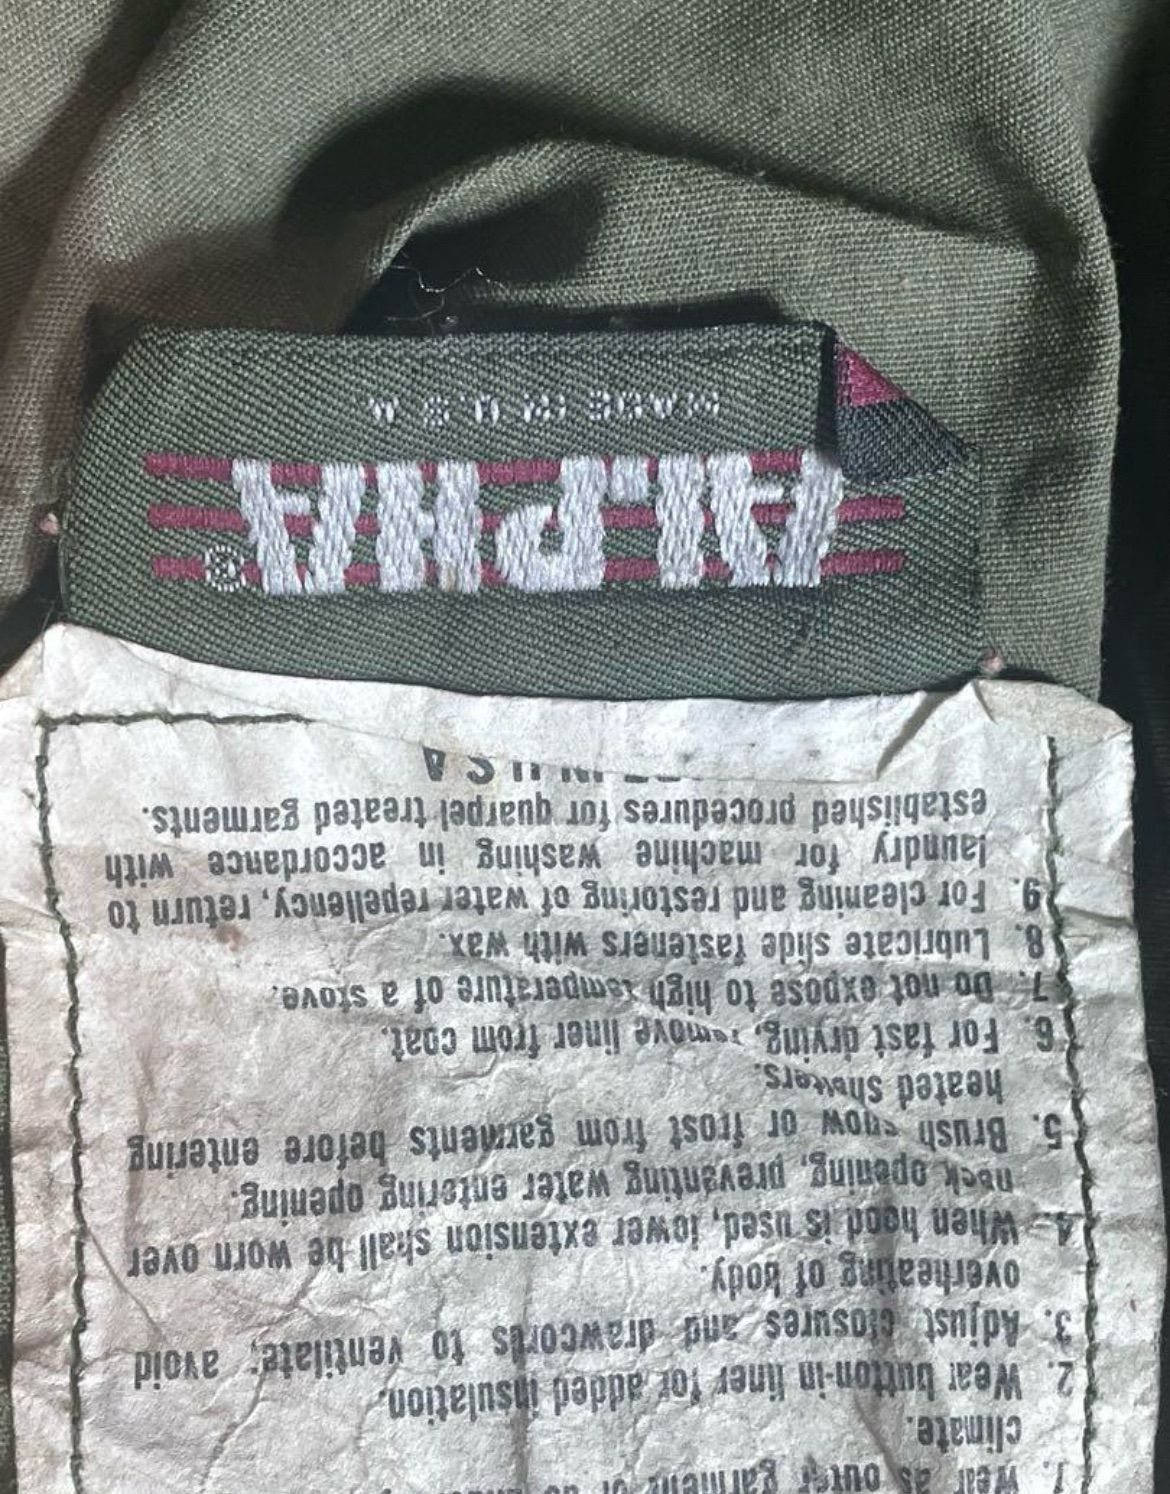 1. Wear as outer garment
climate.
2. Wear button-in liner for added insulation.
3. Adjust closures and drawcords to ventilate; avoid
overheating of body.
4. When hood is used, lower extension shall be worn over
neck opening, preventing water entering opening.
5. Brush snow or frost from garments before entering
heated shelters.
6. For fast drying, remove liner from coat.
7. Do not expose to high temperature of a stove.
8. Lubricate slide fasteners with wax.
9. For cleaning and restoring of water repellency, return to
laundry for machine washing in accordance with
established procedures for quarpel treated garments.
IN U S A
ALPHA®
MADE IN U.S.A.